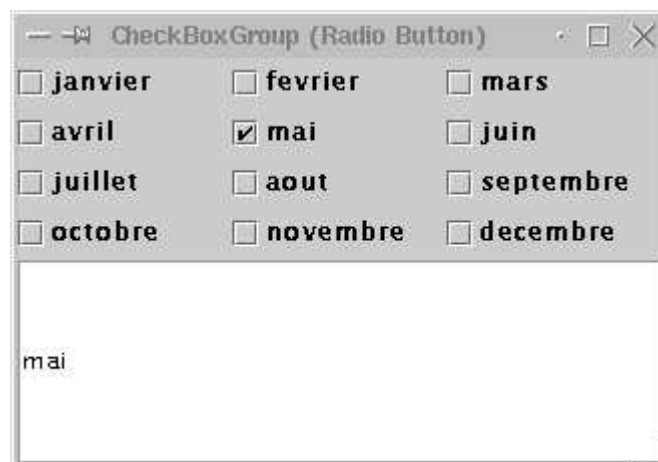 CheckBoxGroup (Radio Button)
janvier fevrier mars
avril mai juin
juillet aout septembre
octobre novembre decembre
mai